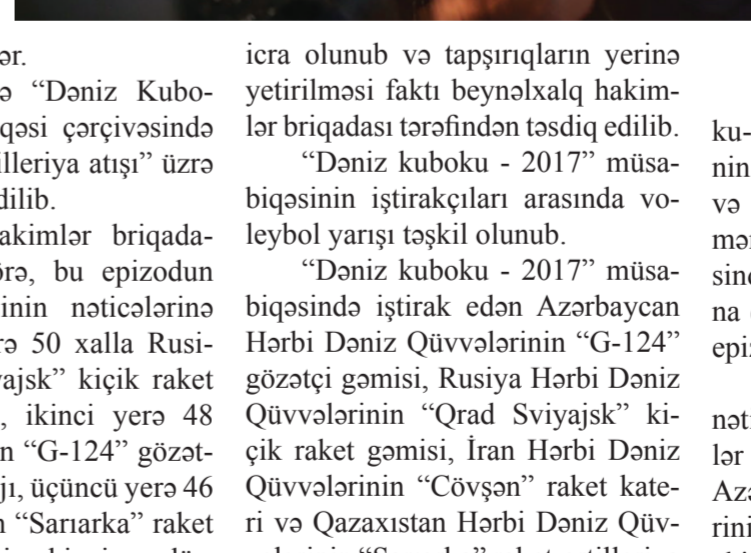 ər.
ə “Dəniz Kubo-
qəsi çərçivəsində
illeriya atışı” üzrə
dilib.
akimlər briqada-
örə, bu epizodun
inin nəticələrinə
rə 50 xalla Rusi-
yajsk” kiçik raket
, ikinci yerə 48
n “G-124” gözət-
jı, üçüncü yerə 46
n “Sarıarka” raket
icra olunub və tapşırıqların yerinə
yetirilməsi faktı beynəlxalq hakim-
lər briqadası tərəfindən təsdiq edilib.
“Dəniz kuboku - 2017” müsa-
biqəsinin iştirakçıları arasında vo-
leybol yarışı təşkil olunub.
“Dəniz kuboku - 2017” müsa-
biqəsində iştirak edən Azərbaycan
Hərbi Dəniz Qüvvələrinin “G-124”
gözətçi gəmisi, Rusiya Hərbi Dəniz
Qüvvələrinin “Qrad Sviyajsk” ki-
çik raket gəmisi, İran Hərbi Dəniz
Qüvvələrinin “Cövşən” raket kate-
ri və Qazaxıstan Hərbi Dəniz Qüv-
ku-
nin
və
mə
sin
na
epi
nət
lər
Azə
rini